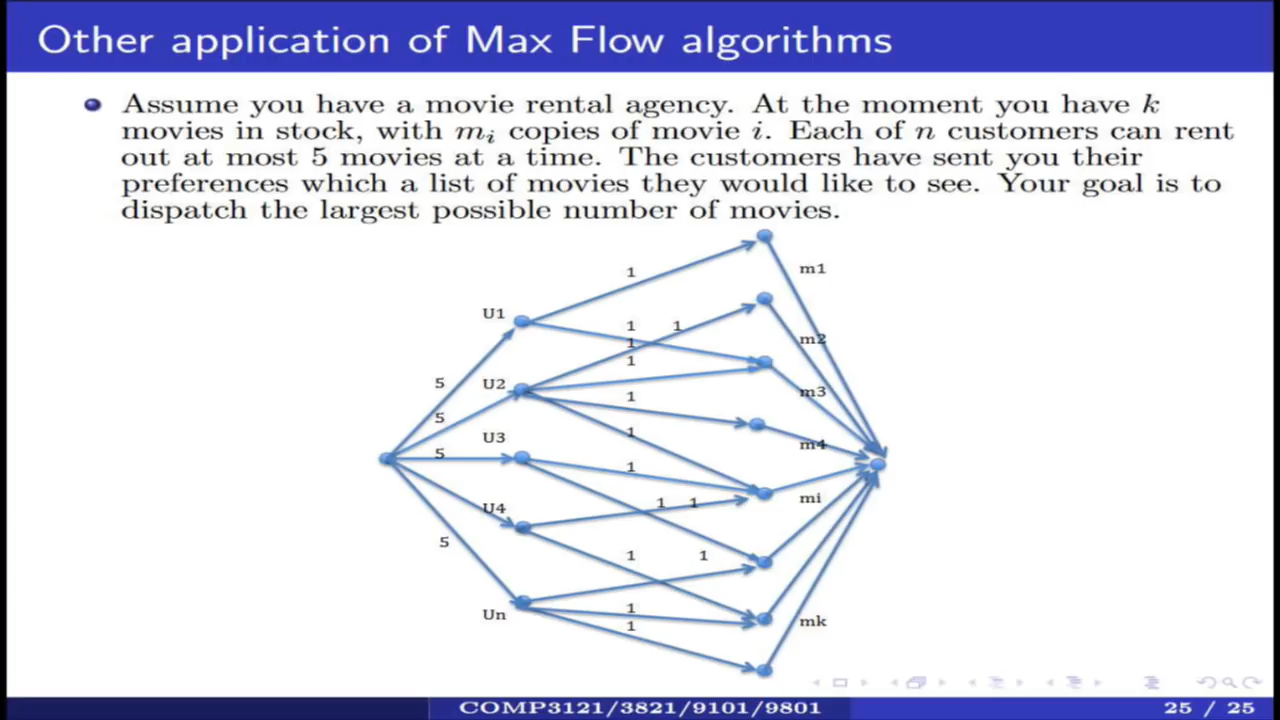 Other application of Max Flow algorithms
Assume you have a movie rental agency. At the moment you have k
movies in stock, with mi copies of movie i. Each of n customers can rent
out at most 5 movies at a time. The customers have sent you their
preferences which a list of movies they would like to see. Your goal is to
dispatch the largest possible number of movies.
m1
1
U1
1 1
m2
1
1
5
U2
m3
1
5
U3
1
m4
5
1
mi
1 1
U4
5
1 1
Un
1
mk
1
COMP3121/3821/9101/9801
25 / 25